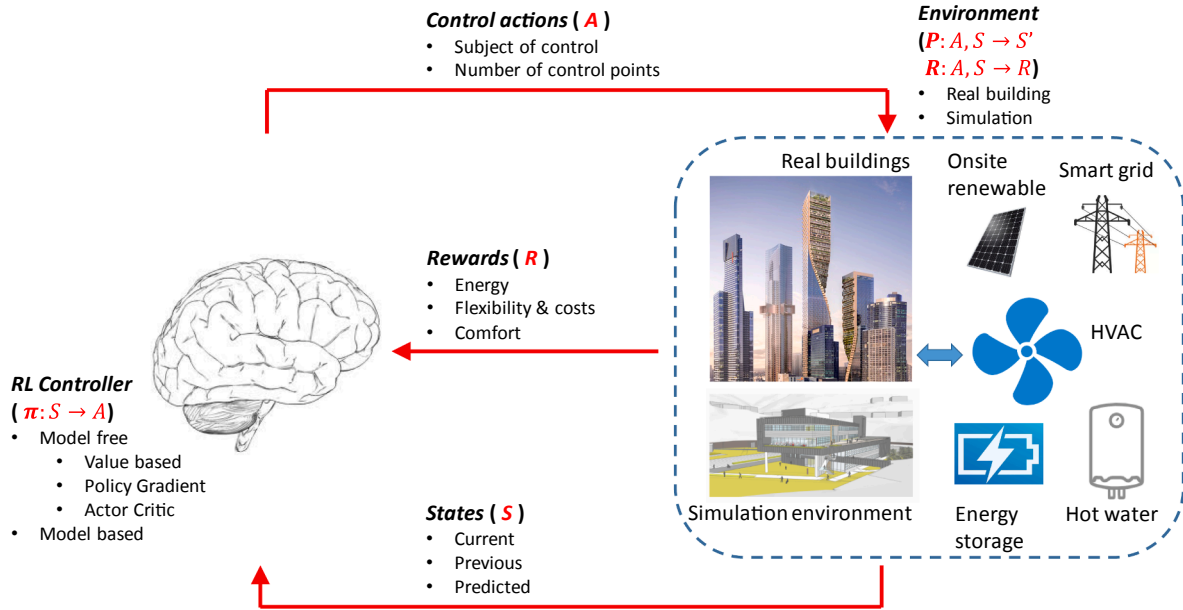 Control actions ( A )
• Subject of control
• Number of control points
Environment
(P: A, S → S'
R: A, S → R)
• Real building
• Simulation
Real buildings
Onsite
renewable
Smart grid
HVAC
Rewards ( R )
• Energy
• Flexibility & costs
• Comfort
RL Controller
( π: S → A)
• Model free
• Value based
• Policy Gradient
• Actor Critic
• Model based
States ( S )
• Current
• Previous
• Predicted
Simulation environment
Energy
storage
Hot water